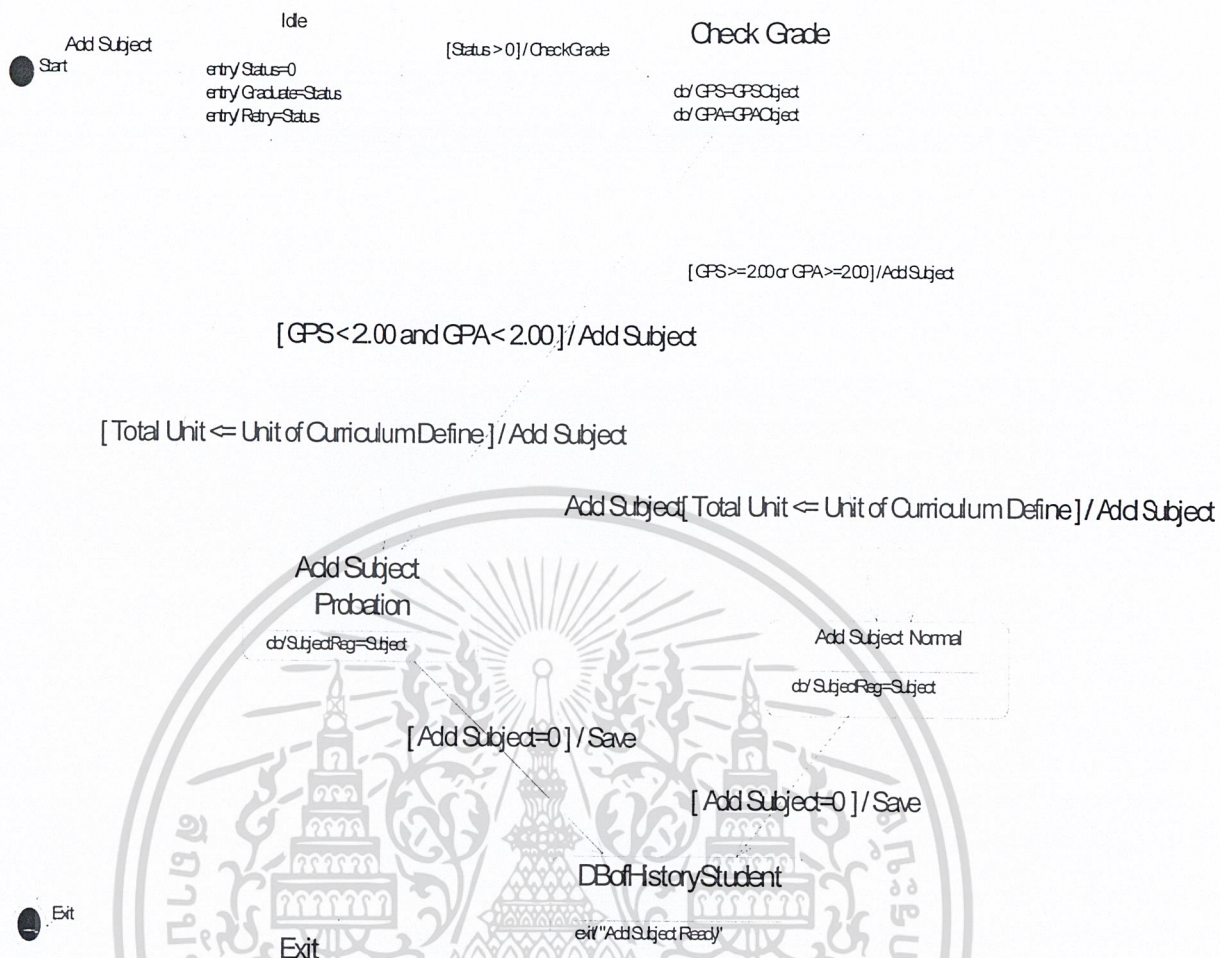 Idle
Add Subject
Start
[Status > 0] / CheckGrade
Check Grade
entry/ Status=0
entry/ Graduate=Status
entry/ Retry=Status
do/ GPS=GPSObject
do/ GPA=GPAObject
[ GPS >= 2.00 or GPA >= 2.00 ] / Add Subject
[ GPS < 2.00 and GPA < 2.00 ] / Add Subject
[ Total Unit <= Unit of Curriculum Define ] / Add Subject
Add Subject[ Total Unit <= Unit of Curriculum Define ] / Add Subject
Add Subject
Probation
do/ SubjectReg=Subject
Add Subject Normal
do/ SubjectReg=Subject
[ Add Subject=0 ] / Save
[ Add Subject=0 ] / Save
DBofHistoryStudent
exit/ "Add Subject Ready"
Exit
Exit